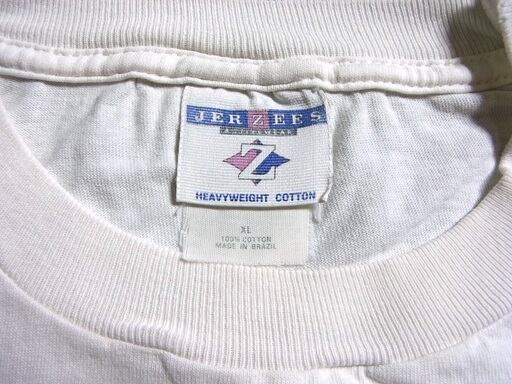 JERZEES
Z
HEAVYWEIGHT COTTON
XL
100% COTTON
MADE IN BRAZIL